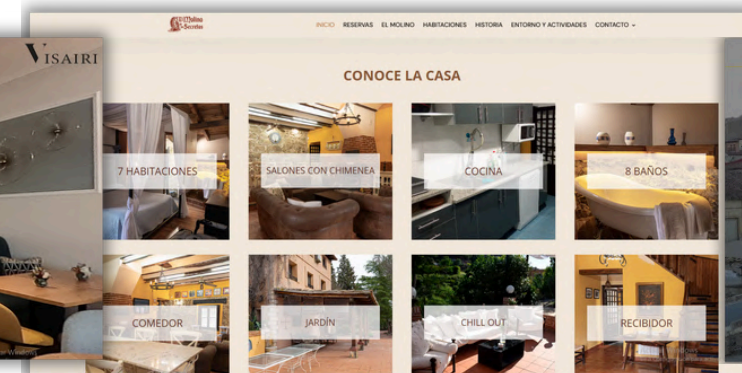 VISAIRI
El Molino
de los Secretos
INICIO RESERVAS EL MOLINO HABITACIONES HISTORIA ENTORNO Y ACTIVIDADES CONTACTO
CONOCE LA CASA
7 HABITACIONES
SALONES CON CHIMENEA
COCINA
8 BAÑOS
COMEDOR
JARDÍN
CHILL OUT
RECIBIDOR